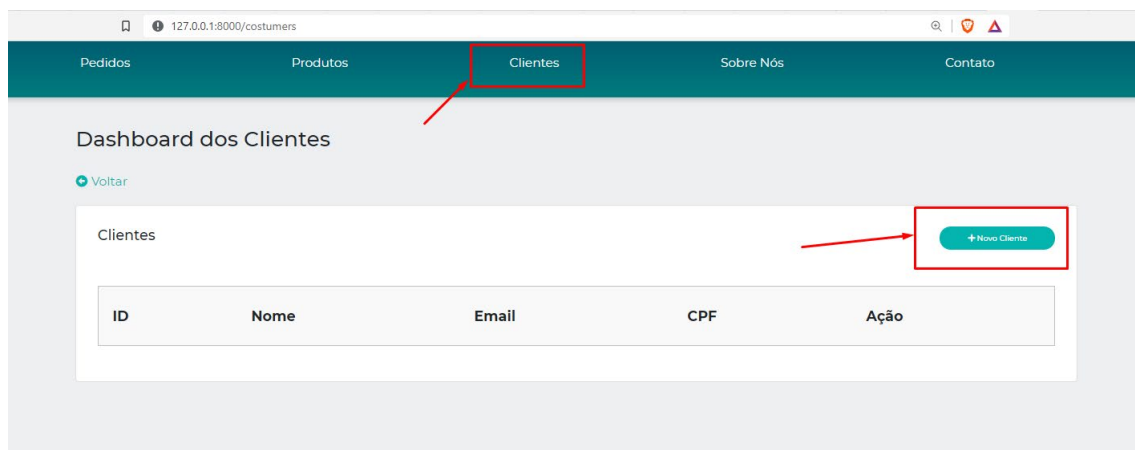 127.0.0.1:8000/costumers
Pedidos Produtos Clientes Sobre Nós Contato
Dashboard dos Clientes
Voltar
Clientes
+Novo Cliente
ID Nome Email CPF Ação